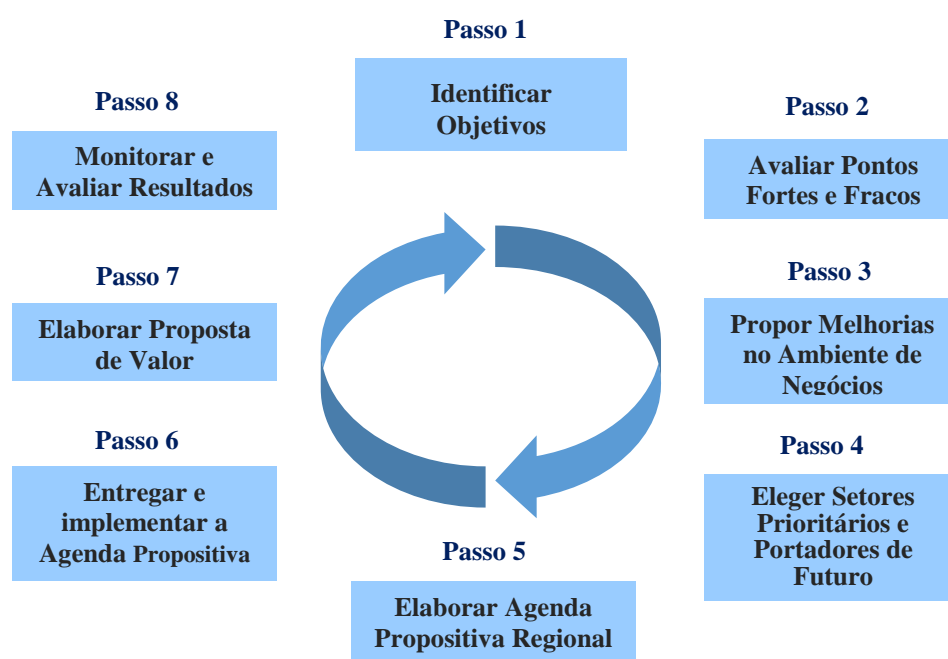 Passo 1
Identificar
Objetivos
Passo 2
Avaliar Pontos
Fortes e Fracos
Passo 3
Propor Melhorias
no Ambiente de
Negócios
Passo 4
Eleger Setores
Prioritários e
Portadores de
Futuro
Passo 5
Elaborar Agenda
Propositiva Regional
Passo 6
Entregar e
implementar a
Agenda Propositiva
Passo 7
Elaborar Proposta
de Valor
Passo 8
Monitorar e
Avaliar Resultados